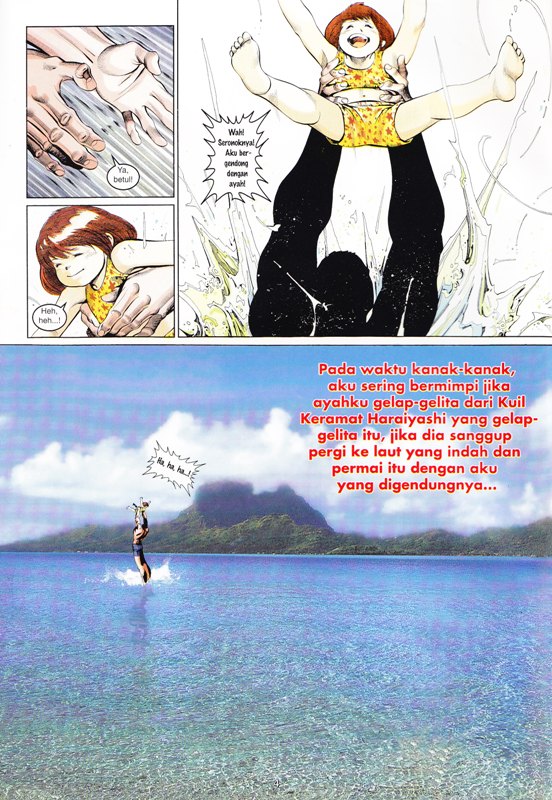 Ya,
betul!
Wah!
Seronoknya!
Aku ber-
gendong
dengan
ayah!
Heh,
heh...!
Pada waktu kanak-kanak,
aku sering bermimpi jika
ayahku gelap-gelita dari Kuil
Keramat Haraiyashi yang gelap-
gelita itu, jika dia sanggup
pergi ke laut yang indah dan
permai itu dengan aku
yang digendungnya...
Ha ha ha..!